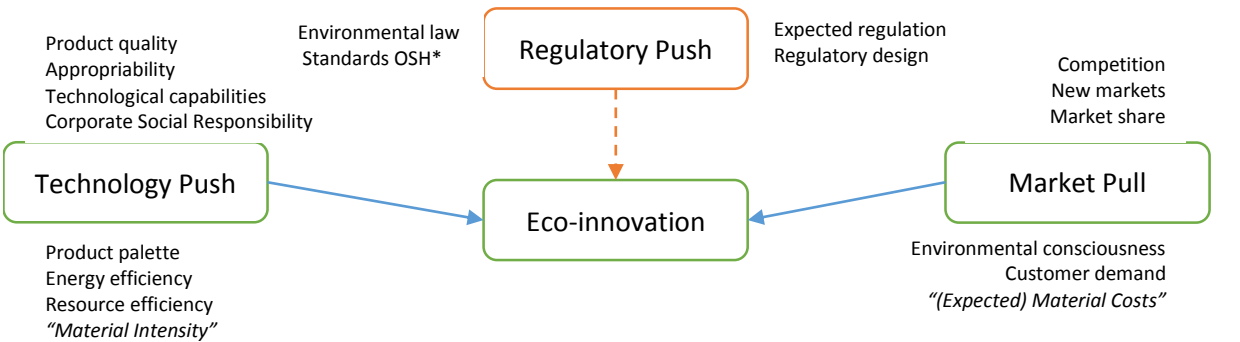 Product quality
Appropriability
Technological capabilities
Corporate Social Responsibility
Technology Push
Product palette
Energy efficiency
Resource efficiency
“Material Intensity”
Environmental law
Standards OSH*
Regulatory Push
Expected regulation
Regulatory design
Eco-innovation
Competition
New markets
Market share
Market Pull
Environmental consciousness
Customer demand
“(Expected) Material Costs”